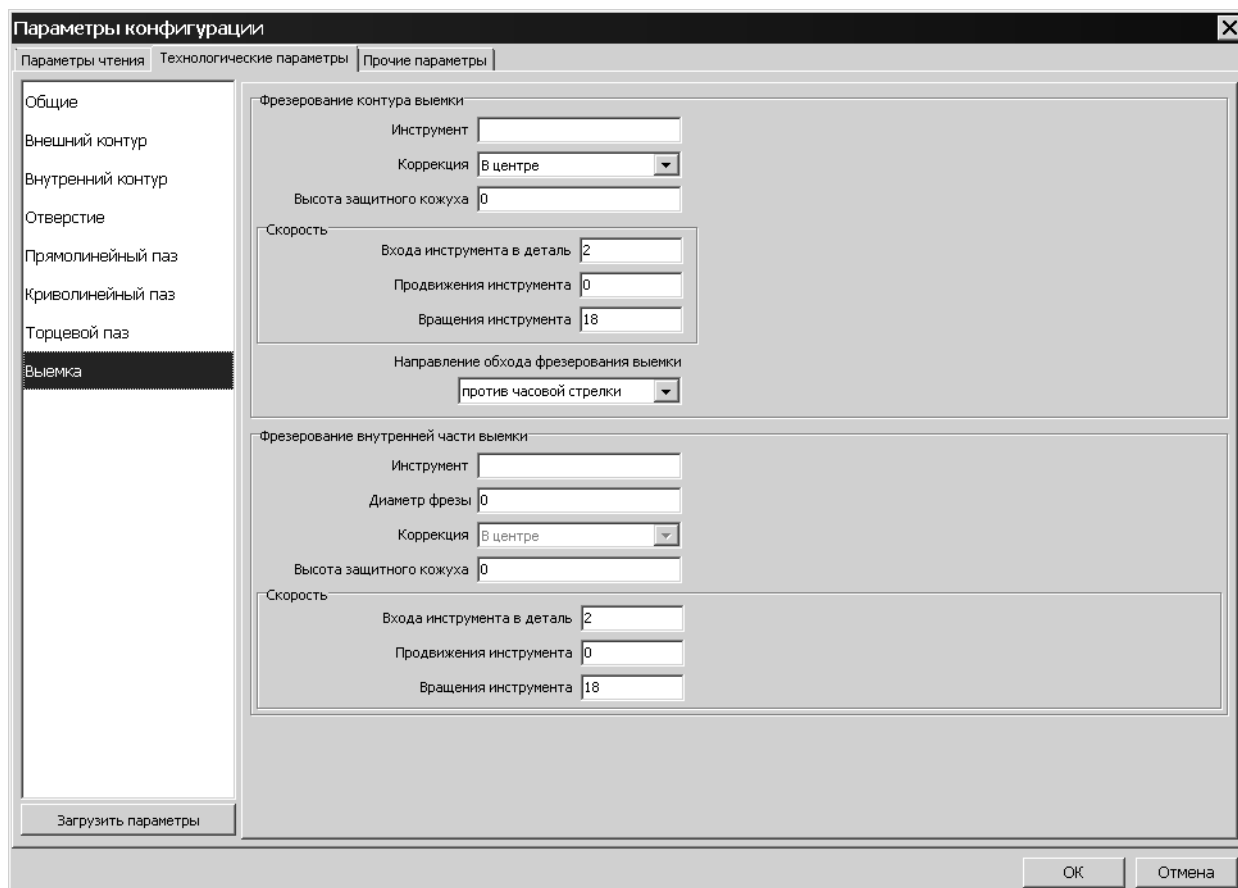 Параметры конфигурации
Параметры чтения Технологические параметры Прочие параметры
Общие
Внешний контур
Внутренний контур
Отверстие
Прямолинейный паз
Криволинейный паз
Торцевой паз
Выемка
Загрузить параметры
Фрезерование контура выемки
Инструмент
Коррекция В центре
Высота защитного кожуха 0
Скорость
Входа инструмента в деталь 2
Продвижения инструмента 0
Вращения инструмента 18
Направление обхода фрезерования выемки
против часовой стрелки
Фрезерование внутренней части выемки
Инструмент
Диаметр фрезы 0
Коррекция В центре
Высота защитного кожуха 0
Скорость
Входа инструмента в деталь 2
Продвижения инструмента 0
Вращения инструмента 18
ОК Отмена